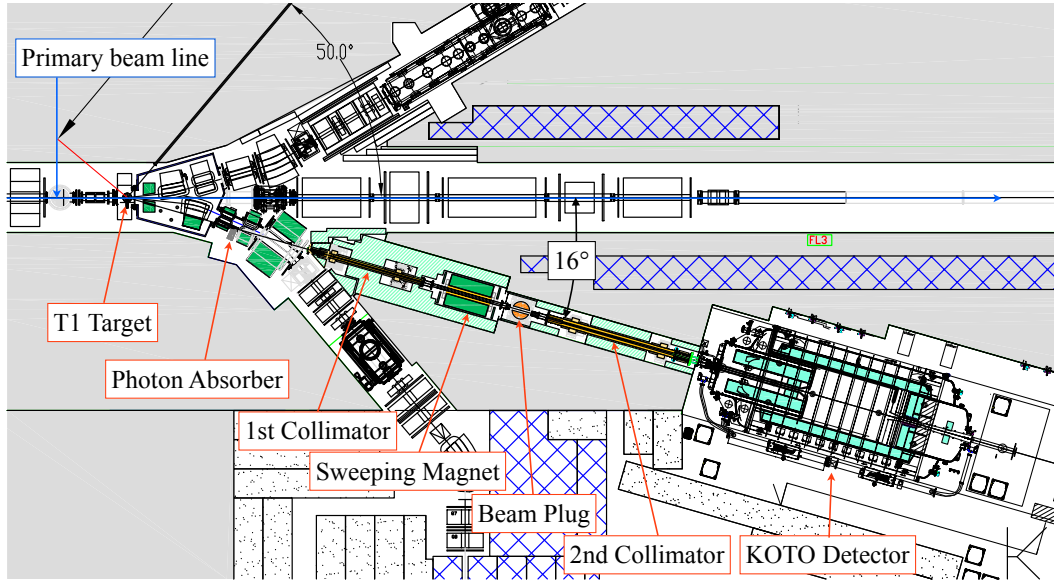 50.0°
Primary beam line
FL3
16°
T1 Target
Photon Absorber
1st Collimator
Sweeping Magnet
Beam Plug
2nd Collimator
KOTO Detector